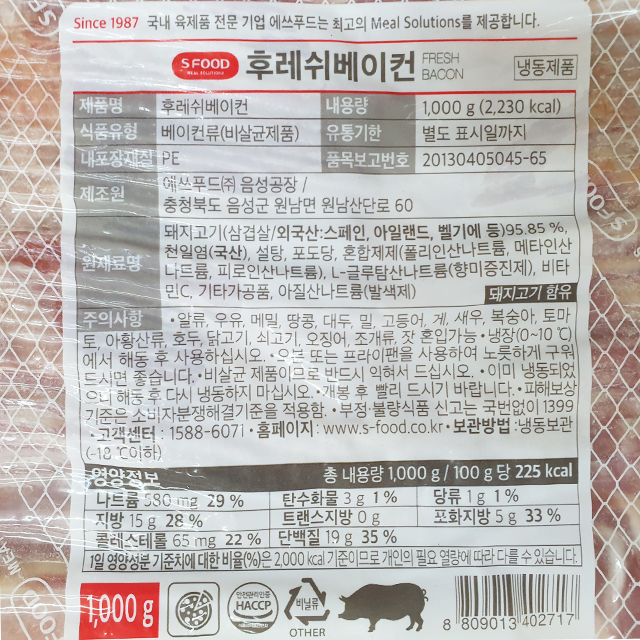 Since 1987 국내 육제품 전문 기업 에쓰푸드는 최고의 Meal Solutions를 제공합니다.
S FOOD MEAL SOLUTIONS 후레쉬베이컨 FRESH BACON 냉동제품
제품명 후레쉬베이컨 내용량 1,000 g (2,230 kcal)
식품유형 베이컨류(비살균제품) 유통기한 별도 표시일까지
내포장재질 PE 품목보고번호 20130405045-65
제조원 에쓰푸드㈜ 음성공장 /
충청북도 음성군 원남면 원남산단로 60
원재료명 돼지고기(삼겹살/외국산:스페인, 아일랜드, 벨기에 등)95.85 %,
천일염(국산), 설탕, 포도당, 혼합제제(폴리인산나트륨, 메타인산
나트륨, 피로인산나트륨), L-글루탐산나트륨(향미증진제), 비타
민C, 기타가공품, 아질산나트륨(발색제) 돼지고기 함유
주의사항 •알류, 우유, 메밀, 땅콩, 대두, 밀, 고등어, 게, 새우, 복숭아, 토마
토, 아황산류, 호두, 닭고기, 쇠고기, 오징어, 조개류, 잣 혼입가능 •냉장(0~10 ℃)
에서 해동 후 사용하십시오. •오븐 또는 프라이팬을 사용하여 노릇하게 구워
드시면 좋습니다. •비살균 제품이므로 반드시 익혀서 드십시오. •이미 냉동되었
으니 해동 후 다시 냉동하지 마십시오. •개봉 후 빨리 드시기 바랍니다. •피해보상
기준은 소비자분쟁해결기준을 적용함. •부정·불량식품 신고는 국번없이 1399
•고객센터 : 1588-6071 •홈페이지 : www.s-food.co.kr •보관방법 : 냉동보관
(-18 ℃이하)
영양정보 총 내용량 1,000 g / 100 g 당 225 kcal
나트륨 580 mg 29 % 탄수화물 3 g 1 % 당류 1 g 1 %
지방 15 g 28 % 트랜스지방 0 g 포화지방 5 g 33 %
콜레스테롤 65 mg 22 % 단백질 19 g 35 %
1일 영양성분 기준치에 대한 비율(%)은 2,000 kcal 기준이므로 개인의 필요 열량에 따라 다를 수 있습니다.
1,000 g
안전관리인증 HACCP
비닐류 OTHER
8 809013 402717